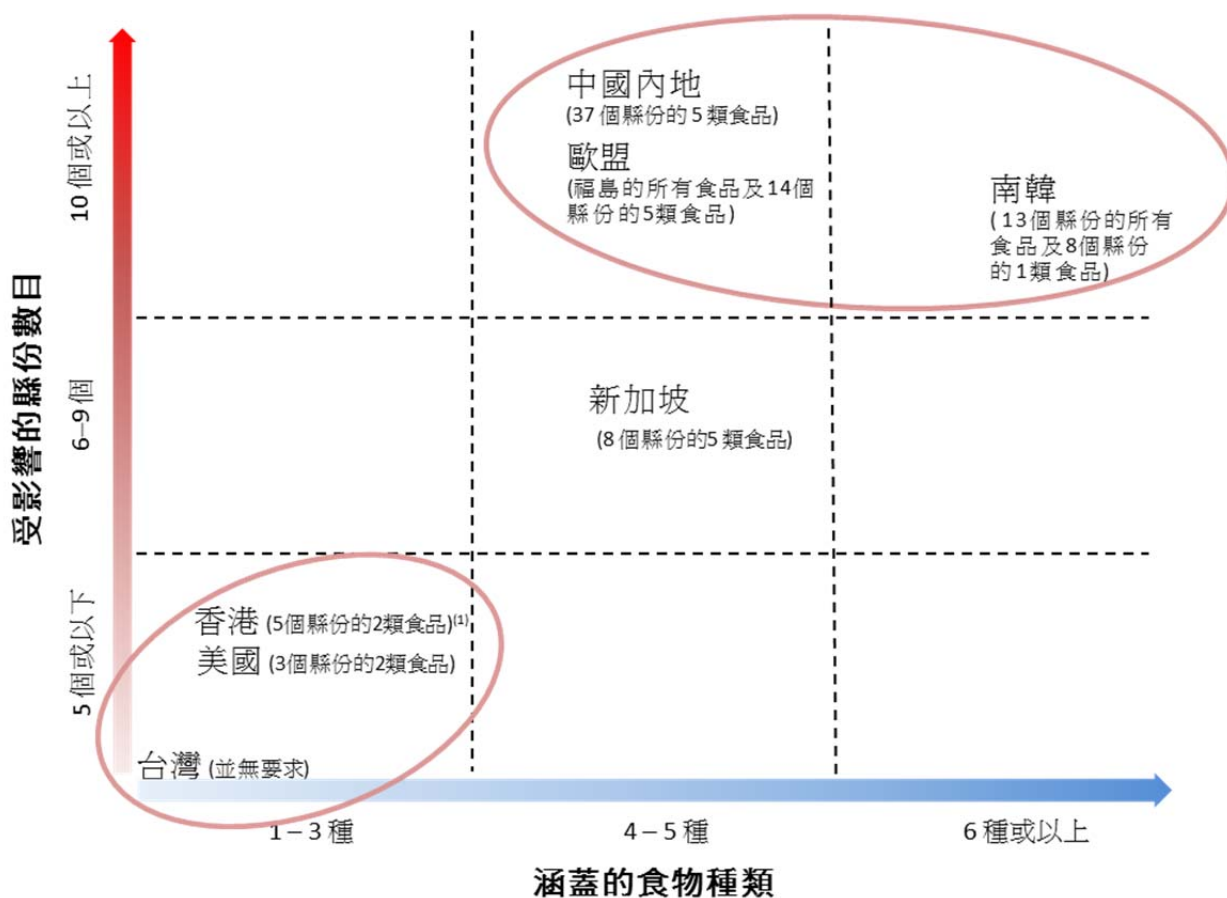 受影響的縣份數目
10個或以上
6–9個
5個或以下
中國內地
(37個縣份的5類食品)
歐盟
(福島的所有食品及14個
縣份的5類食品)
南韓
(13個縣份的所有
食品及8個縣份
的1類食品)
新加坡
(8個縣份的5類食品)
香港 (5個縣份的2類食品)(1)
美國 (3個縣份的2類食品)
台灣 (並無要求)
1–3種
4–5種
6種或以上
涵蓋的食物種類